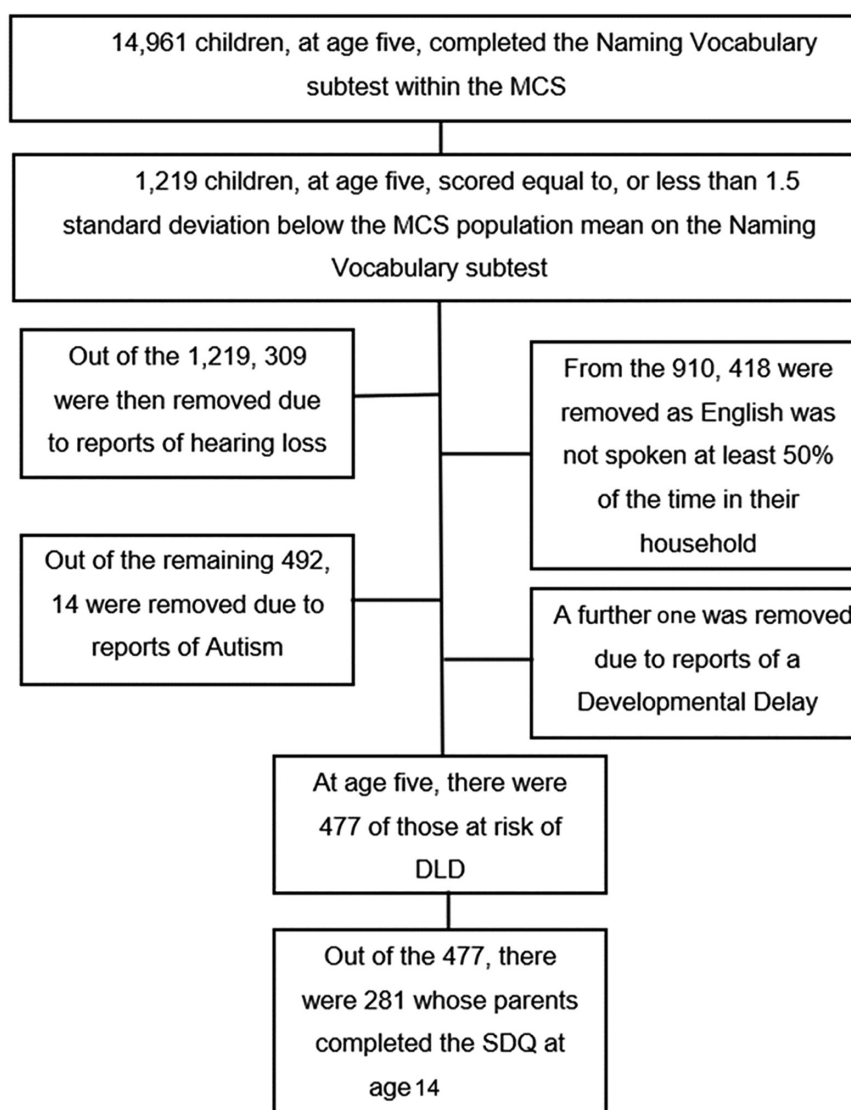 14,961 children, at age five, completed the Naming Vocabulary
subtest within the MCS
1,219 children, at age five, scored equal to, or less than 1.5
standard deviation below the MCS population mean on the Naming
Vocabulary subtest
Out of the 1,219, 309
were then removed due
to reports of hearing loss
From the 910, 418 were
removed as English was
not spoken at least 50%
of the time in their
household
Out of the remaining 492,
14 were removed due to
reports of Autism
A further one was removed
due to reports of a
Developmental Delay
At age five, there were
477 of those at risk of
DLD
Out of the 477, there
were 281 whose parents
completed the SDQ at
age 14